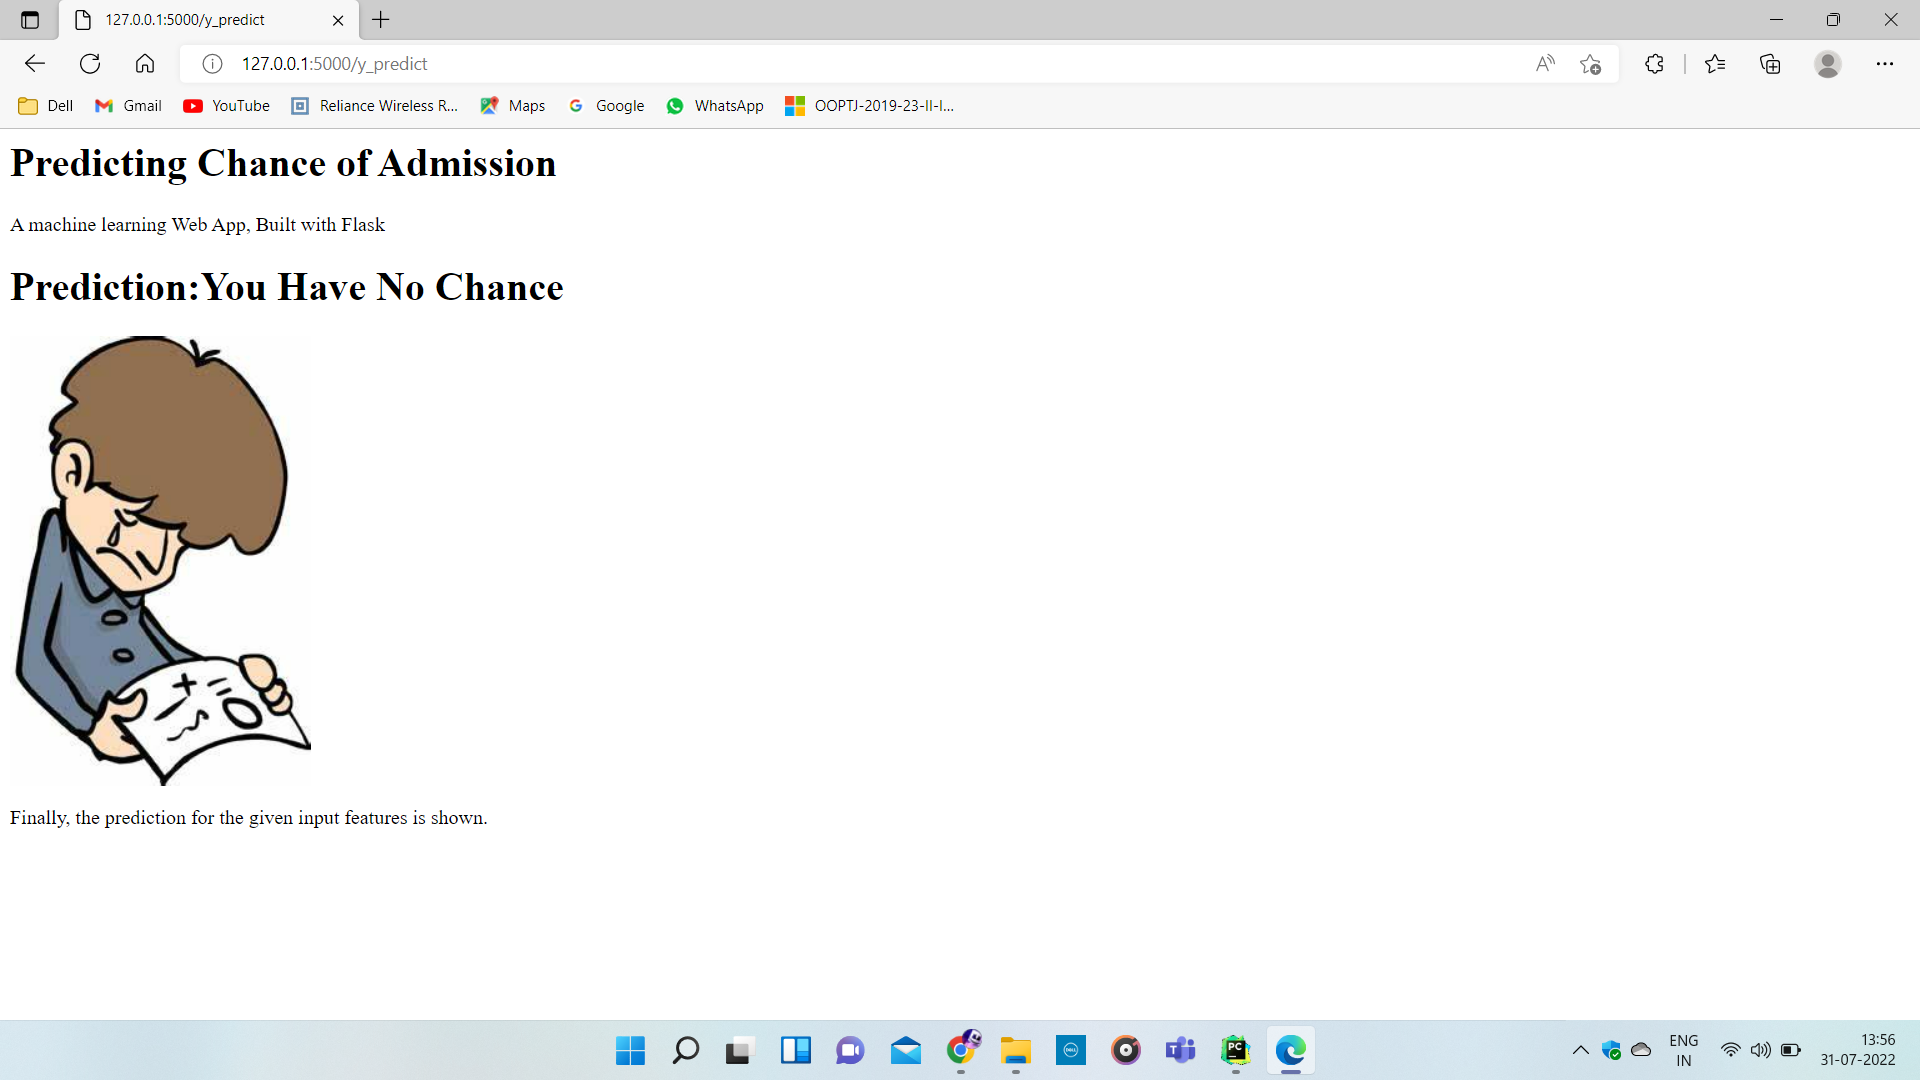 127.0.0.1:5000/y_predict
127.0.0.1:5000/y_predict
Dell Gmail YouTube Reliance Wireless R... Maps Google WhatsApp OOPTJ-2019-23-II-I...
Predicting Chance of Admission
A machine learning Web App, Built with Flask
Prediction:You Have No Chance
Finally, the prediction for the given input features is shown.
ENG
IN
13:56
31-07-2022